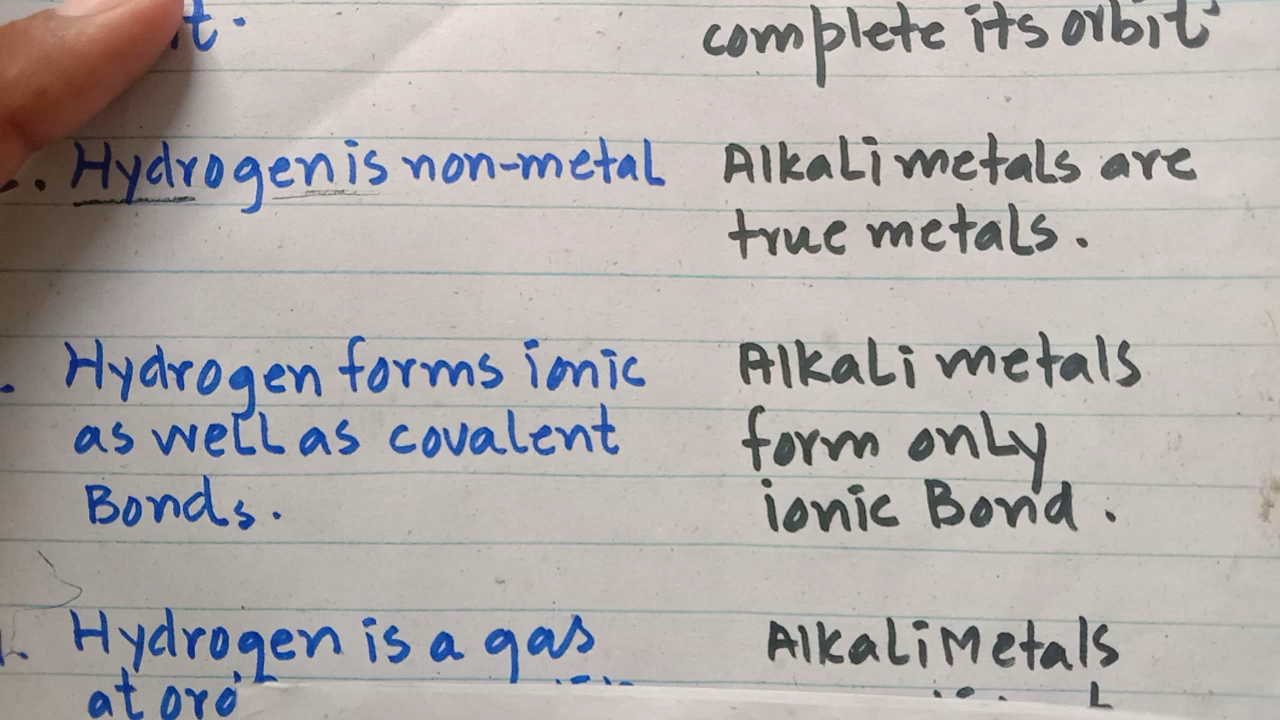 complete its orbit
Hydrogen is non-metal
Alkali metals are
true metals.
Hydrogen forms ionic
as well as covalent
Bonds.
Alkali metals
form only
ionic Bond.
Hydrogen is a gas
at
Alkali Metals